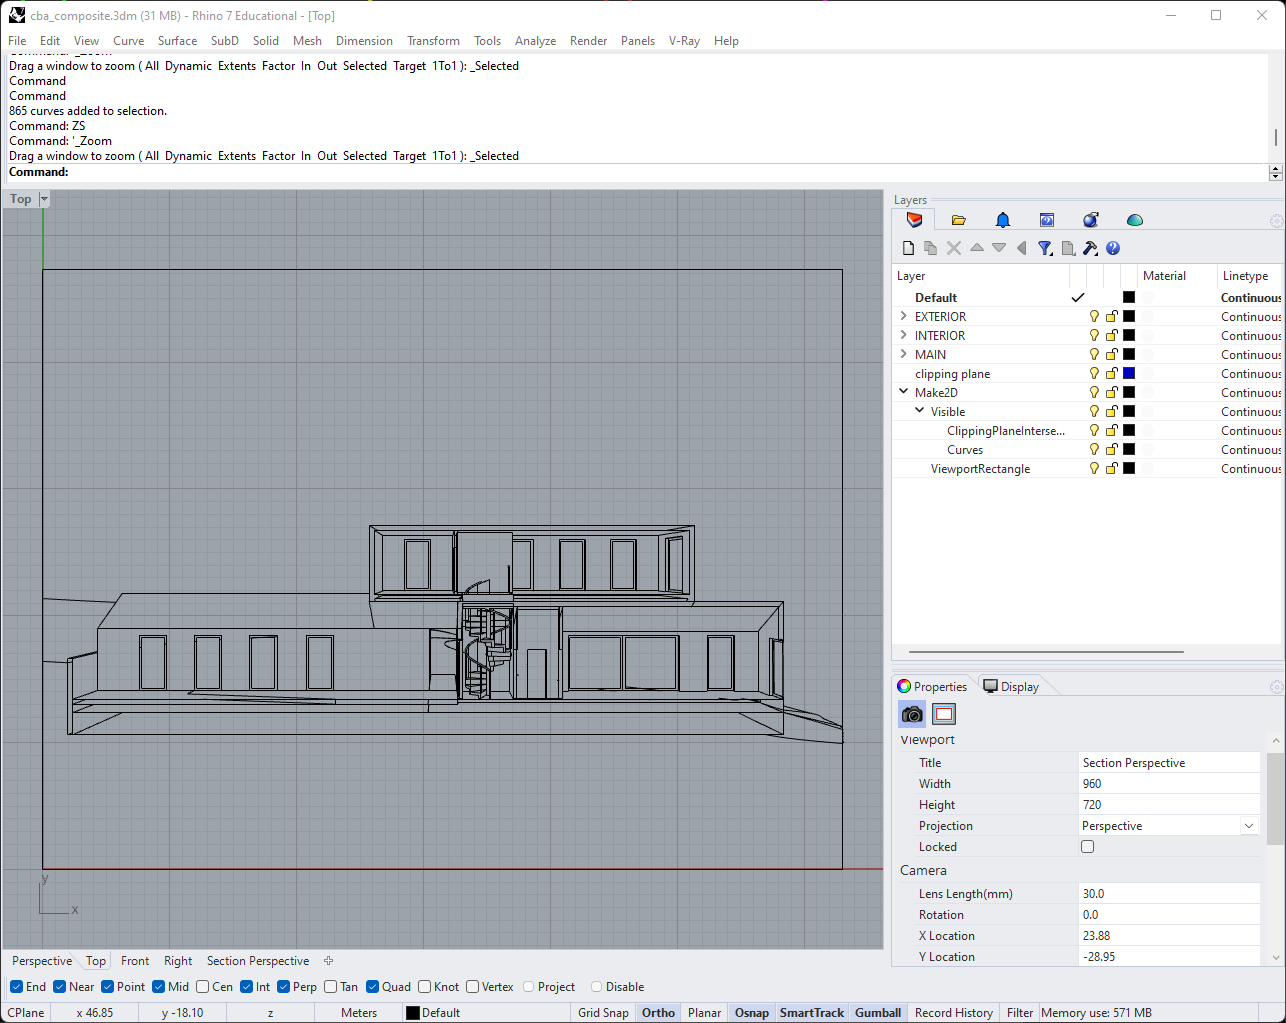 cba_composite.3dm (31 MB) - Rhino 7 Educational - [Top]
File Edit View Curve Surface SubD Solid Mesh Dimension Transform Tools Analyze Render Panels V-Ray Help
Drag a window to zoom ( All Dynamic Extents Factor In Out Selected Target 1To1 ): _Selected
Command
Command
865 curves added to selection.
Command: ZS
Command: '_Zoom
Drag a window to zoom ( All Dynamic Extents Factor In Out Selected Target 1To1 ): _Selected
Command:
Top
Layers
Layer Material Linetype
Default Continuous
EXTERIOR Continuous
INTERIOR Continuous
MAIN Continuous
clipping plane Continuous
Make2D Continuous
Visible Continuous
ClippingPlaneInterse... Continuous
Curves Continuous
ViewportRectangle Continuous
Properties Display
Viewport
Title Section Perspective
Width 960
Height 720
Projection Perspective
Locked
Camera
Lens Length(mm) 30.0
Rotation 0.0
X Location 23.88
Y Location -28.95
y
x
Perspective Top Front Right Section Perspective
End Near Point Mid Cen Int Perp Tan Quad Knot Vertex Project Disable
CPlane x 46.85 y -18.10 z Meters Default Grid Snap Ortho Planar Osnap SmartTrack Gumball Record History Filter Memory use: 571 MB